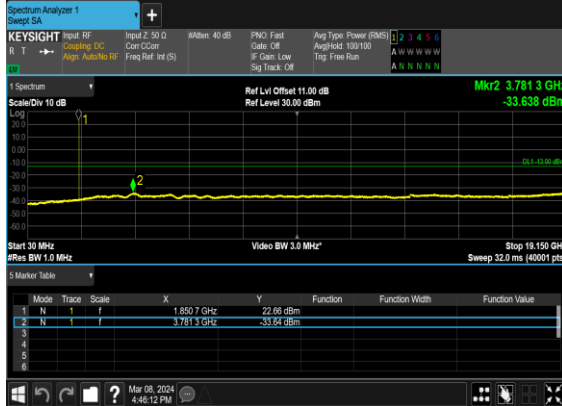 Spectrum Analyzer 1
Swept SA
+
KEYSIGHT Input: RF Input Z: 50 Ω #Atten: 40 dB PNO: Fast Avg Type: Power (RMS) 1 2 3 4 5 6
R T Coupling: DC Corr CCorr Gate: Off Avg|Hold: 100/100 A W W W W W
Align: Auto/No RF Freq Ref: Int (S) IF Gain: Low Trig: Free Run
Sig Track: Off A N N N N N
1 Spectrum
Scale/Div 10 dB Ref Lvl Offset 11.00 dB Mkr2 3.781 3 GHz
Ref Level 30.00 dBm -33.638 dBm
Log
20.0
10.0
0.00
-10.0
-20.0
-30.0
-40.0
-50.0
-60.0
1
2
DL1 -13.00 dBm
Start 30 MHz Video BW 3.0 MHz* Stop 19.150 GHz
#Res BW 1.0 MHz Sweep 32.0 ms (40001 pts)
5 Marker Table
Mode Trace Scale X Y Function Function Width Function Value
1 N 1 f 1.850 7 GHz 22.66 dBm
2 N 1 f 3.781 3 GHz -33.64 dBm
3
4
5
6
?
Mar 08, 2024
4:46:12 PM